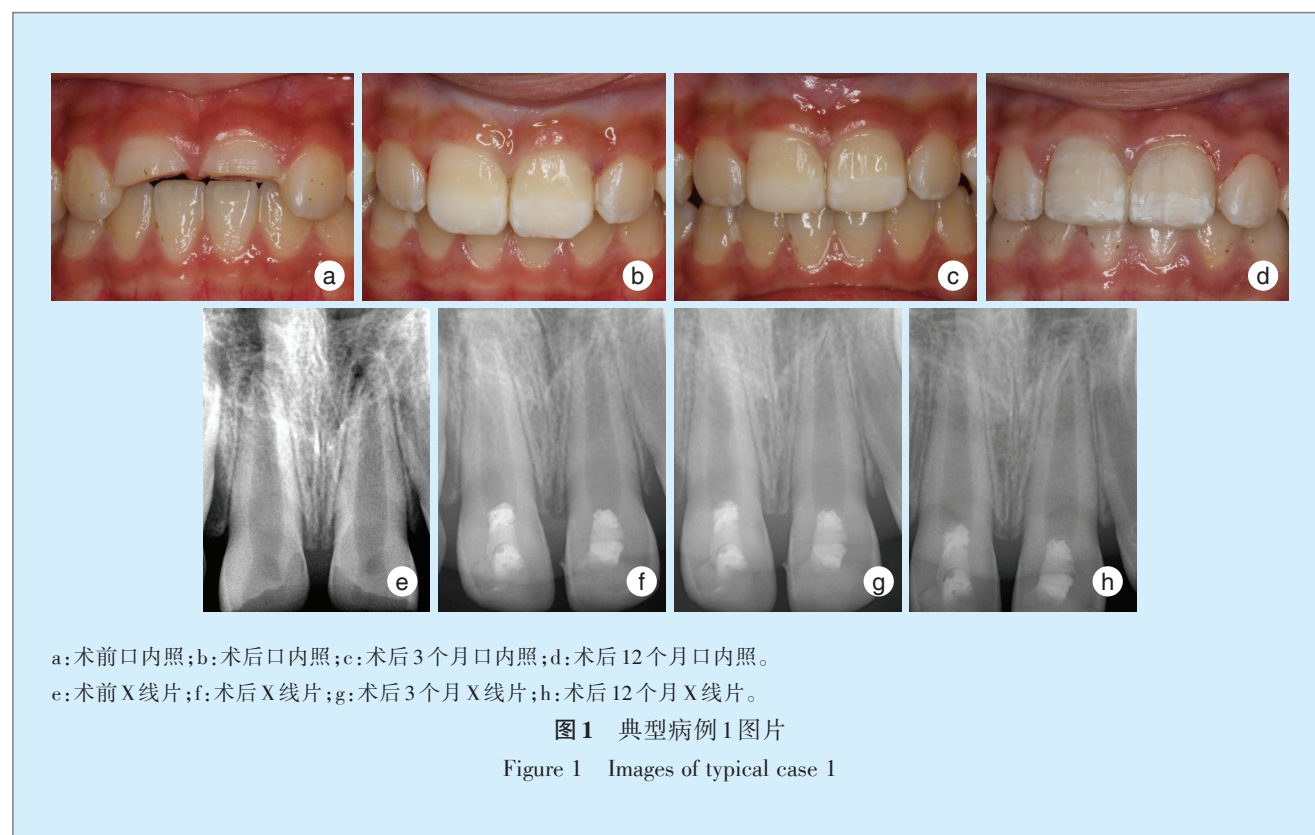 a
b
c
d
e
f
g
h
a:术前口内照;b:术后口内照;c:术后3个月口内照;d:术后12个月口内照。
e:术前X线片;f:术后X线片;g:术后3个月X线片;h:术后12个月X线片。
图1 典型病例1图片
Figure 1 Images of typical case 1